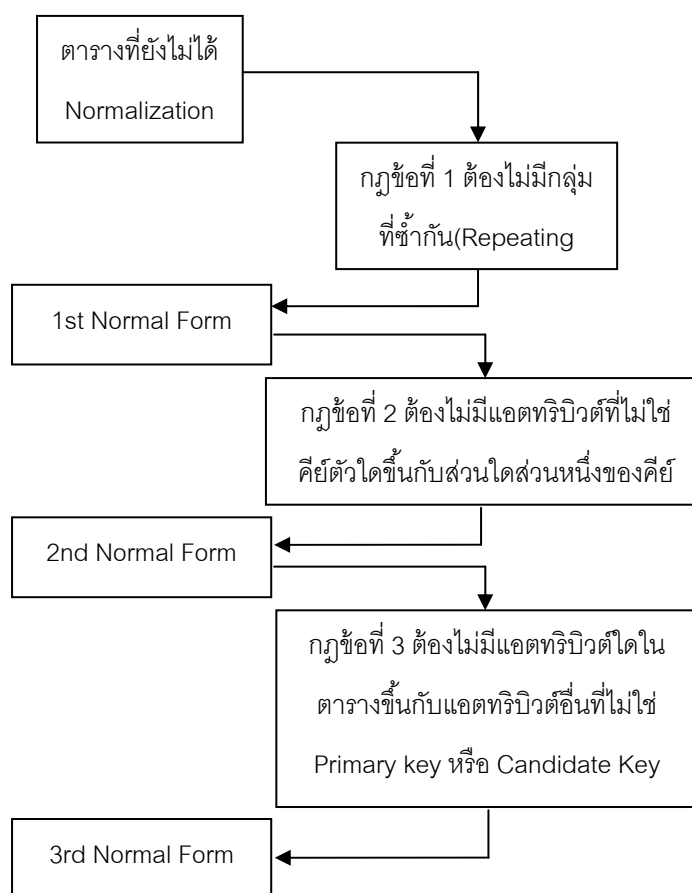 ตารางที่ยังไม่ได้
Normalization
กฎข้อที่ 1 ต้องไม่มีกลุ่ม
ที่ซ้ำกัน(Repeating
1st Normal Form
กฎข้อที่ 2 ต้องไม่มีแอตทริบิวต์ที่ไม่ใช่
คีย์ตัวใดขึ้นกับส่วนใดส่วนหนึ่งของคีย์
2nd Normal Form
กฎข้อที่ 3 ต้องไม่มีแอตทริบิวต์ใดใน
ตารางขึ้นกับแอตทริบิวต์อื่นที่ไม่ใช่
Primary key หรือ Candidate Key
3rd Normal Form